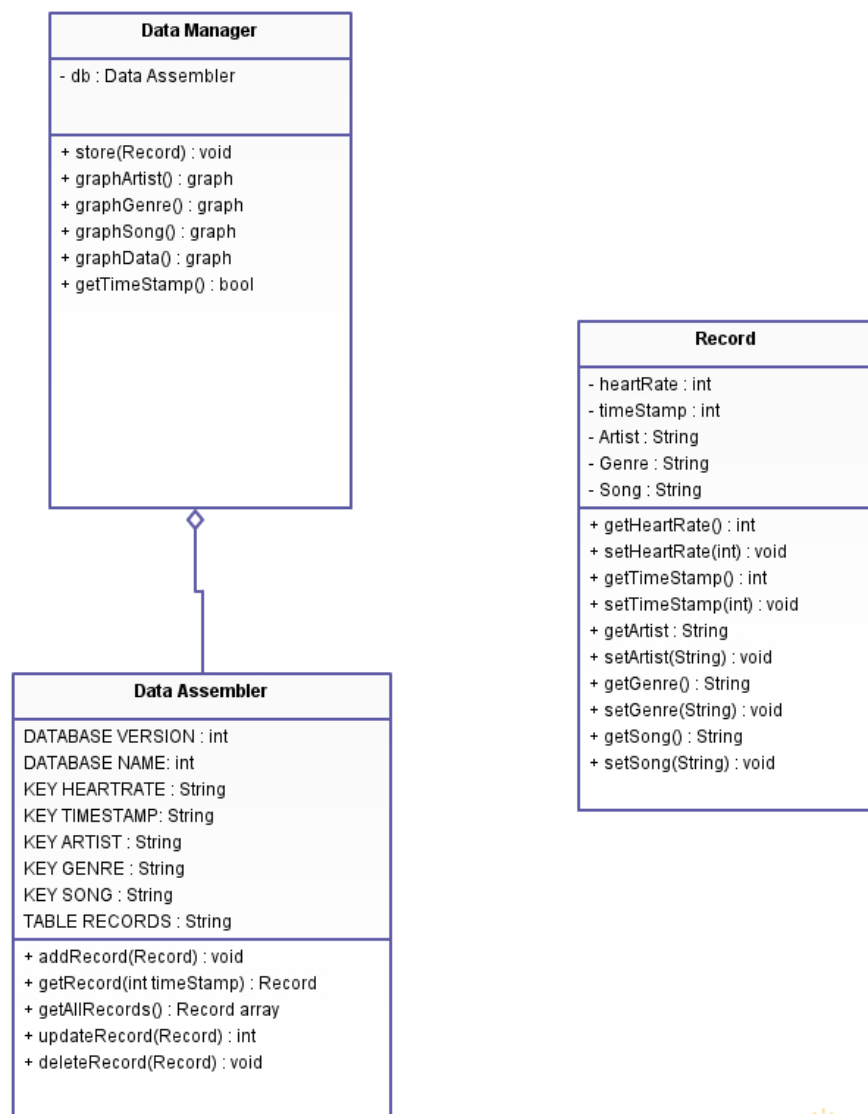 Data Manager
- db : Data Assembler
+ store(Record) : void
+ graphArtist() : graph
+ graphGenre() : graph
+ graphSong() : graph
+ graphData() : graph
+ getTimeStamp() : bool
Record
- heartRate : int
- timeStamp : int
- Artist : String
- Genre : String
- Song : String
+ getHeartRate() : int
+ setHeartRate(int) : void
+ getTimeStamp() : int
+ setTimeStamp(int) : void
+ getArtist : String
+ setArtist(String) : void
+ getGenre() : String
+ setGenre(String) : void
+ getSong() : String
+ setSong(String) : void
Data Assembler
DATABASE VERSION : int
DATABASE NAME: int
KEY HEARTRATE : String
KEY TIMESTAMP: String
KEY ARTIST : String
KEY GENRE : String
KEY SONG : String
TABLE RECORDS : String
+ addRecord(Record) : void
+ getRecord(int timeStamp) : Record
+ getAllRecords() : Record array
+ updateRecord(Record) : int
+ deleteRecord(Record) : void